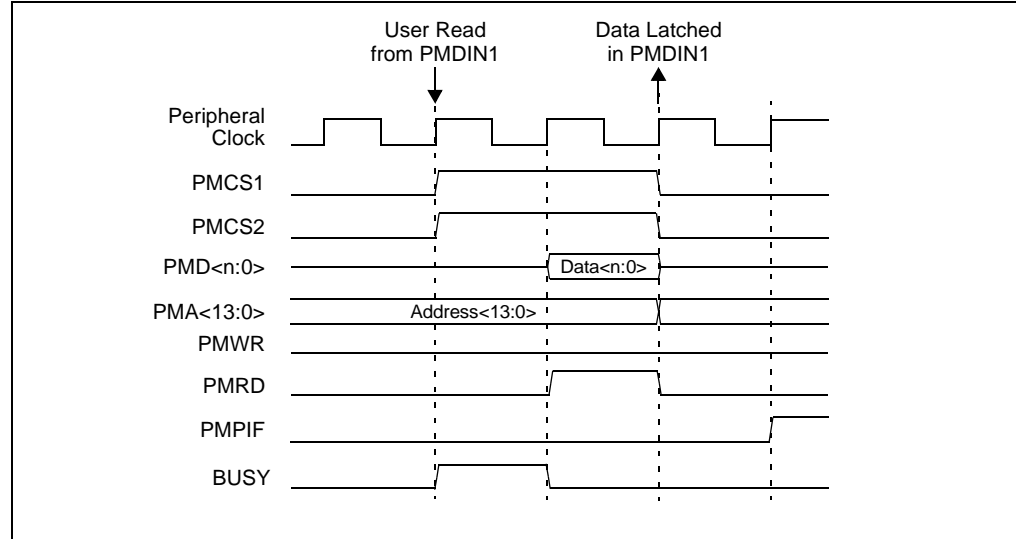 User Read
from PMDIN1
Data Latched
in PMDIN1
Peripheral
Clock
PMCS1
PMCS2
PMD<n:0>
Data<n:0>
PMA<13:0>
Address<13:0>
PMWR
PMRD
PMPIF
BUSY